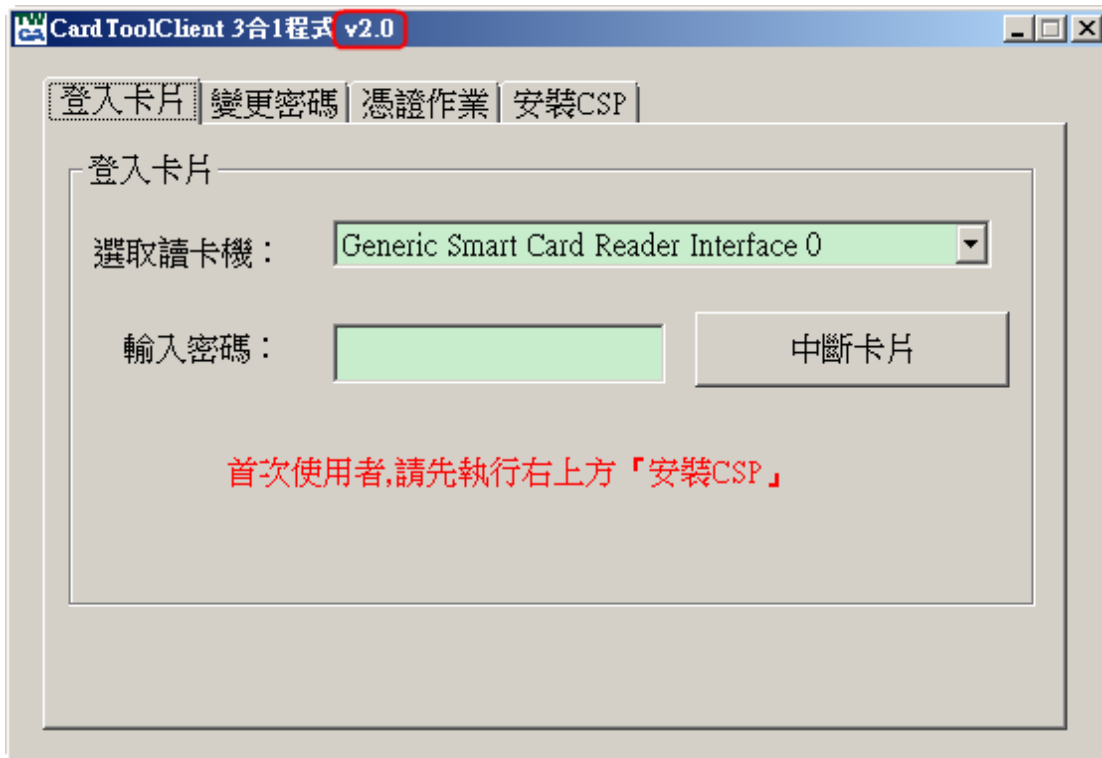 CardToolClient 3合1程式 v2.0
登入卡片 變更密碼 憑證作業 安裝CSP
登入卡片
選取讀卡機： Generic Smart Card Reader Interface 0
輸入密碼： 中斷卡片
首次使用者,請先執行右上方『安裝CSP』